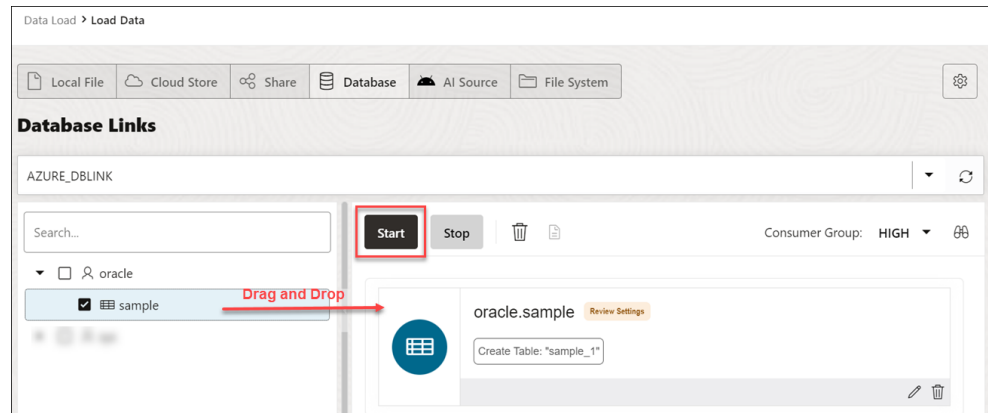 Data Load > Load Data
Local File Cloud Store Share Database AI Source File System
Database Links
AZURE_DBLINK
Search...
Start Stop Consumer Group: HIGH
oracle
sample
Drag and Drop
oracle.sample Review Settings
Create Table: "sample_1"